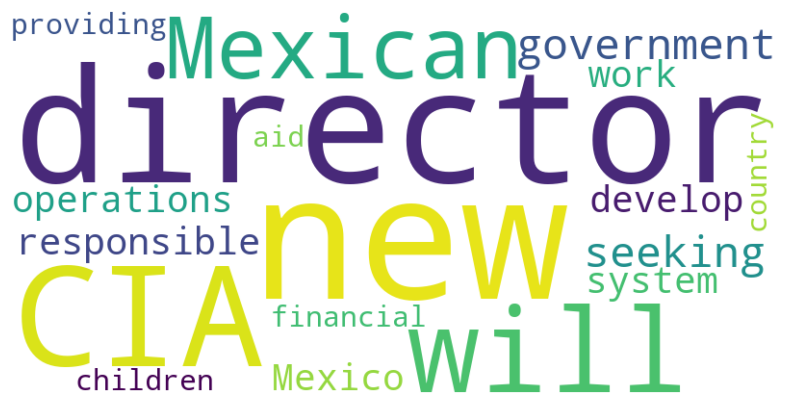 providing
Mexican
government
work
director
aid
country
operations
new
develop
responsible
seeking
CIA
system
financial
will
children
Mexico